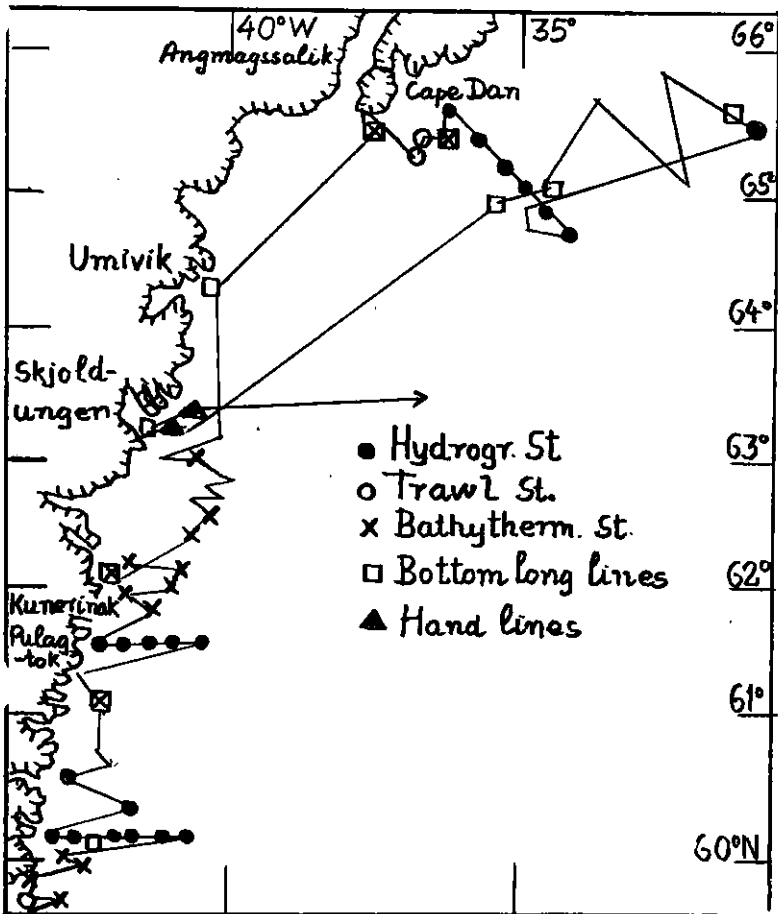 40°W
35°
66°
Angmagssalik
Cape Dan
65°
Umivik
64°
Skjold-
ungen
63°
Hydrogr. St
Trawl St.
Bathytherm. St.
Bottom long lines
62°
Kunerinak
Hand lines
Pulag
-tok
61°
60°N